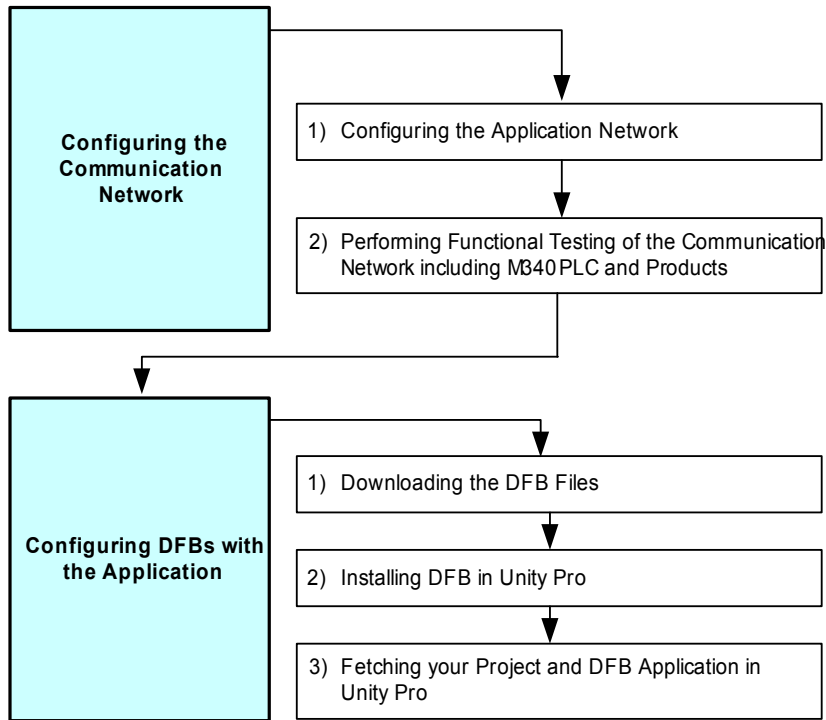 Configuring the
Communication
Network
1) Configuring the Application Network
2) Performing Functional Testing of the Communication
Network including M340 PLC and Products
Configuring DFBs with
the Application
1) Downloading the DFB Files
2) Installing DFB in Unity Pro
3) Fetching your Project and DFB Application in
Unity Pro